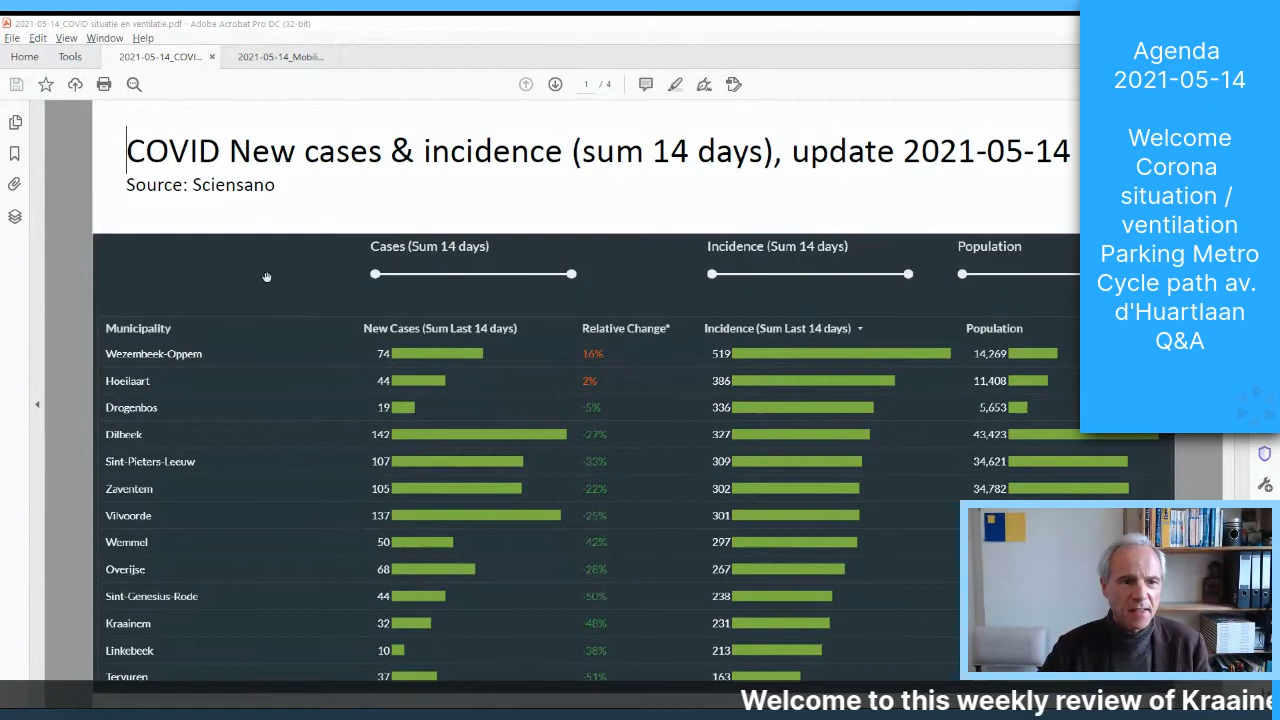 2021-05-14_COVID situatie en ventilatie.pdf - Adobe Acrobat Pro DC (32-bit)
File Edit View Window Help
Home Tools 2021-05-14_COVI... × 2021-05-14_Mobili...
1 / 4
COVID New cases & incidence (sum 14 days), update 2021-05-14
Source: Sciensano
Cases (Sum 14 days) Incidence (Sum 14 days) Population
Municipality New Cases (Sum Last 14 days) Relative Change* Incidence (Sum Last 14 days) Population
Wezembeek-Oppem 74 16% 519 14,269
Hoeilaart 44 2% 386 11,408
Drogenbos 19 -5% 336 5,653
Dilbeek 142 -27% 327 43,423
Sint-Pieters-Leeuw 107 -33% 309 34,621
Zaventem 105 -22% 302 34,782
Vilvoorde 137 -25% 301
Wemmel 50 -42% 297
Overijse 68 -28% 267
Sint-Genesius-Rode 44 -50% 238
Kraainem 32 -48% 231
Linkebeek 10 -38% 213
Tervuren 37 -51% 163
Agenda
2021-05-14
Welcome
Corona
situation /
ventilation
Parking Metro
Cycle path av.
d'Huartlaan
Q&A
Welcome to this weekly review of Kraaine